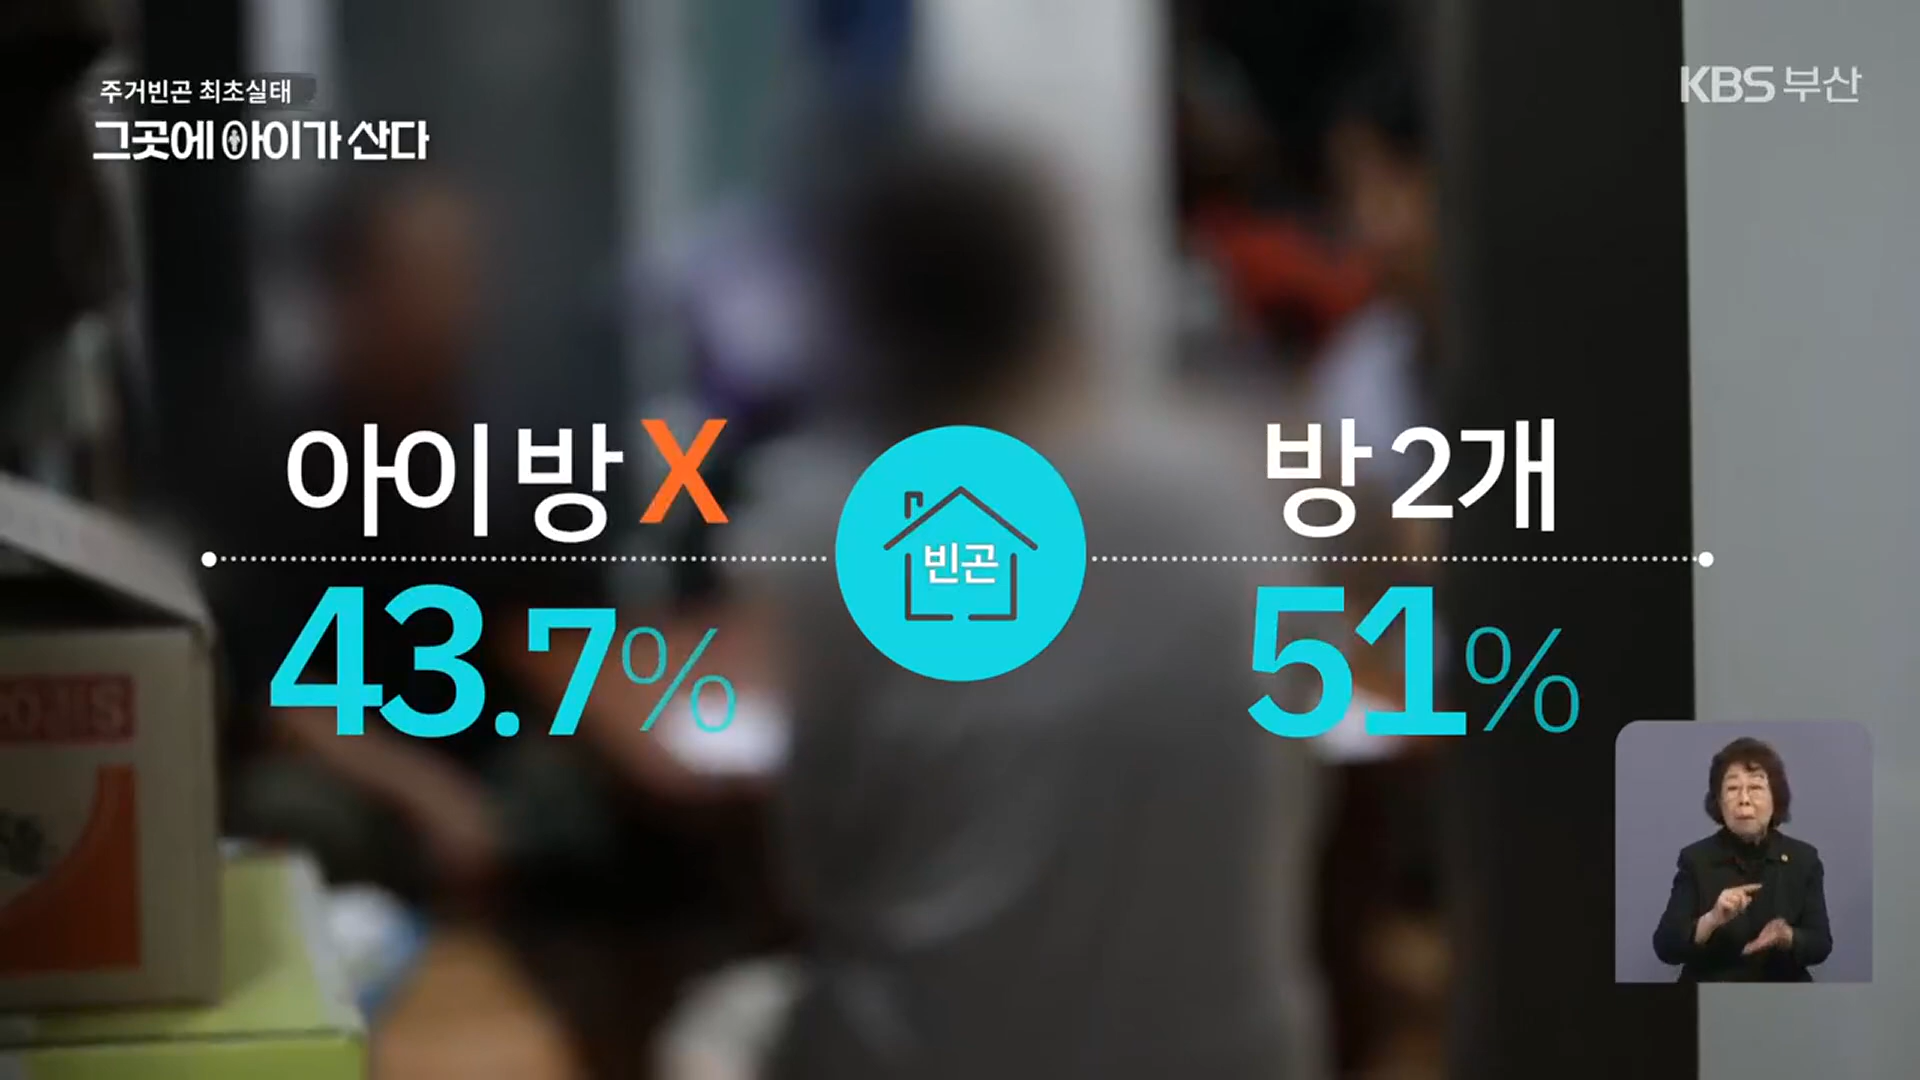 주거빈곤 최초실태
그곳에 아이가 산다
KBS 부산
아이 방 X
43.7%
빈곤
방 2개
51%